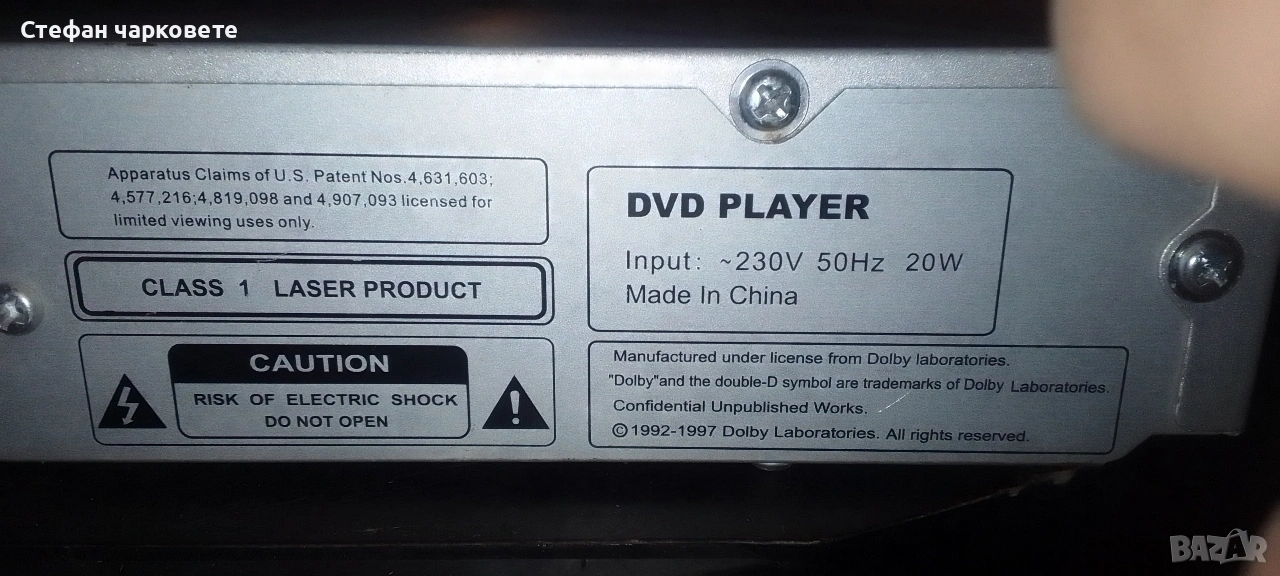 Стефан чарковете
Apparatus Claims of U.S. Patent Nos.4,631,603;
4,577,216;4,819,098 and 4,907,093 licensed for
limited viewing uses only.
CLASS 1 LASER PRODUCT
CAUTION
RISK OF ELECTRIC SHOCK
DO NOT OPEN
DVD PLAYER
Input: ~230V 50Hz 20W
Made In China
Manufactured under license from Dolby laboratories.
"Dolby"and the double-D symbol are trademarks of Dolby Laboratories.
Confidential Unpublished Works.
©1992-1997 Dolby Laboratories. All rights reserved.
BAZAR